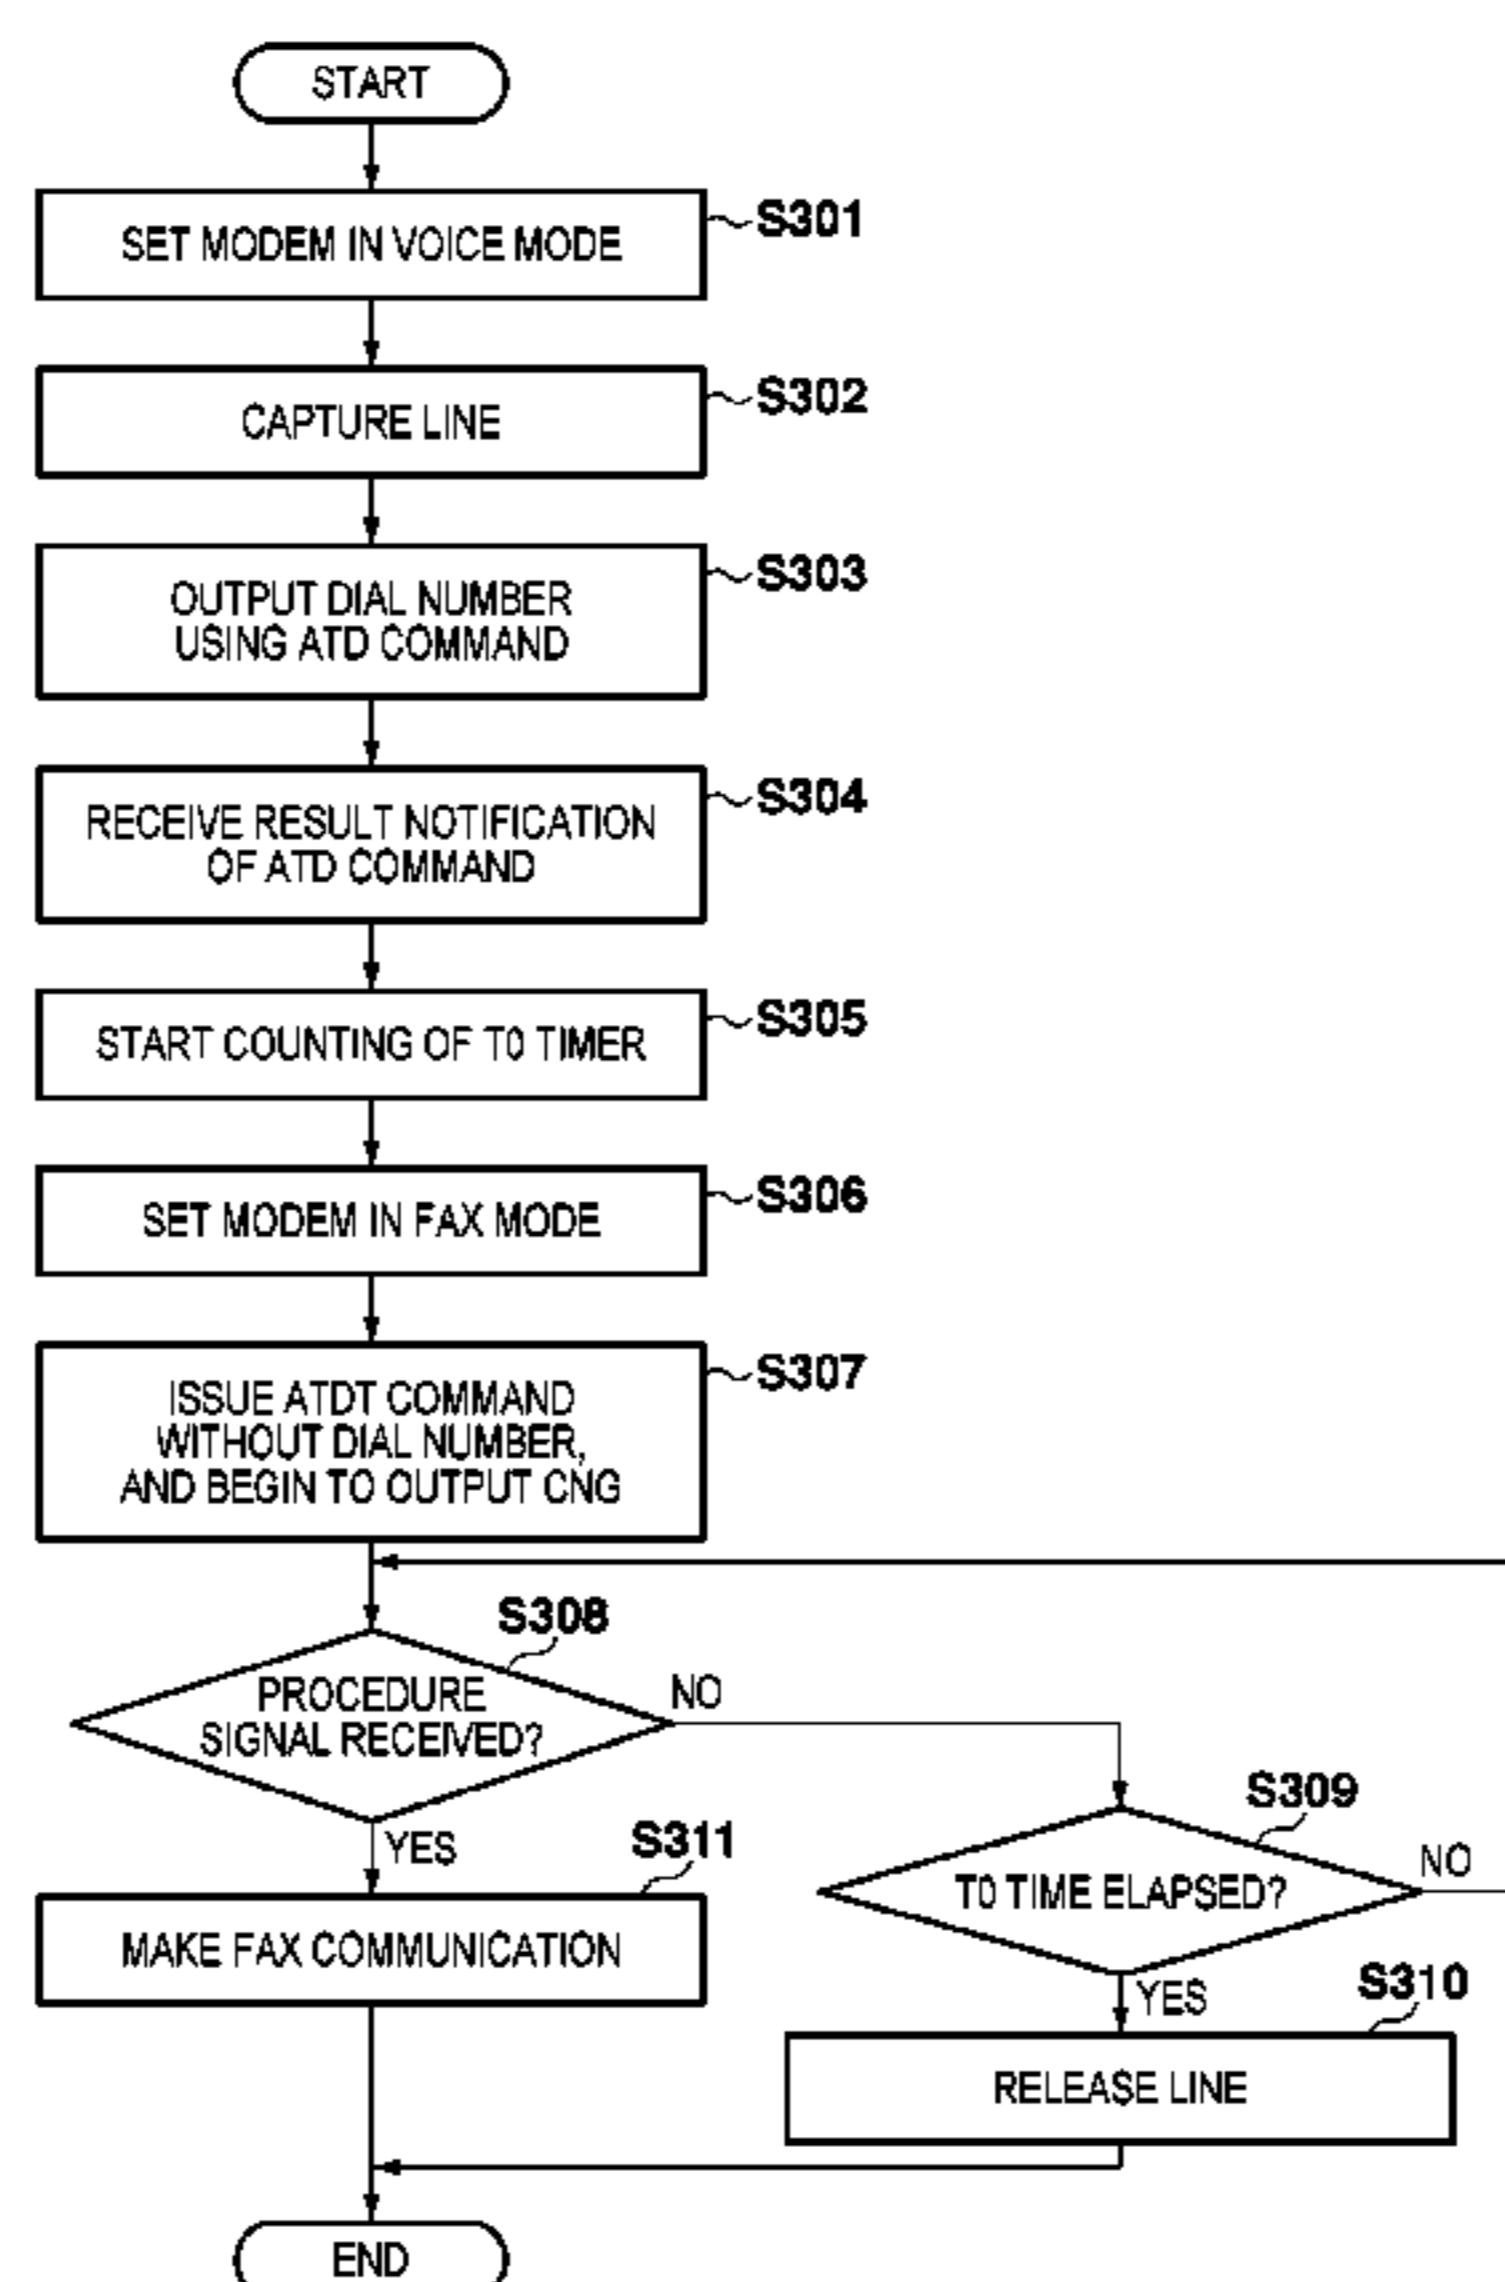 START
SET MODEM IN VOICE MODE
S301
CAPTURE LINE
S302
OUTPUT DIAL NUMBER
USING ATD COMMAND
S303
RECEIVE RESULT NOTIFICATION
OF ATD COMMAND
S304
START COUNTING OF T0 TIMER
S305
SET MODEM IN FAX MODE
S306
ISSUE ATDT COMMAND
WITHOUT DIAL NUMBER,
AND BEGIN TO OUTPUT CNG
S307
S308
PROCEDURE
SIGNAL RECEIVED?
NO
YES
S309
T0 TIME ELAPSED?
NO
YES
S311
MAKE FAX COMMUNICATION
S310
RELEASE LINE
END